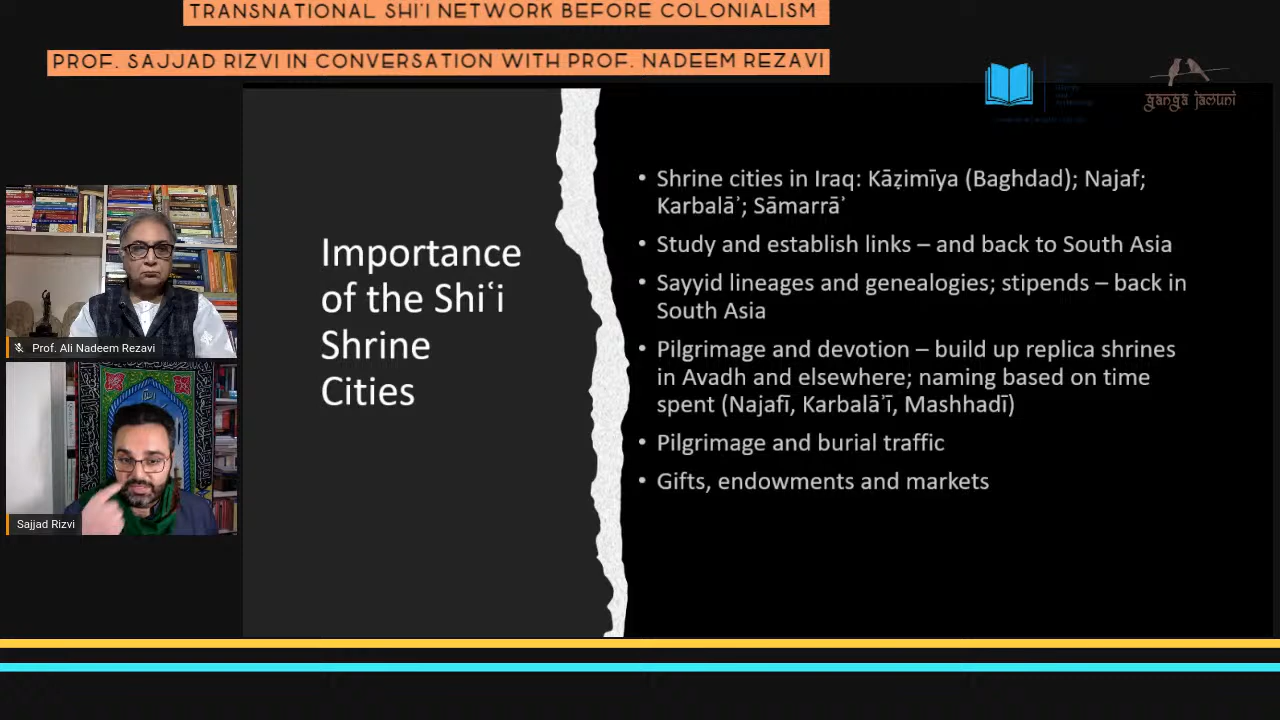 TRANSNATIONAL SHI'I NETWORK BEFORE COLONIALISM
PROF. SAJJAD RIZVI IN CONVERSATION WITH PROF. NADEEM REZAVI
ganga jamuni
Prof. Ali Nadeem Rezavi
Sajjad Rizvi
Importance
of the Shiʿi
Shrine
Cities
• Shrine cities in Iraq: Kāẓimīya (Baghdad); Najaf;
Karbalāʾ; Sāmarrāʾ
• Study and establish links – and back to South Asia
• Sayyid lineages and genealogies; stipends – back in
South Asia
• Pilgrimage and devotion – build up replica shrines
in Avadh and elsewhere; naming based on time
spent (Najafī, Karbalāʾī, Mashhadī)
• Pilgrimage and burial traffic
• Gifts, endowments and markets